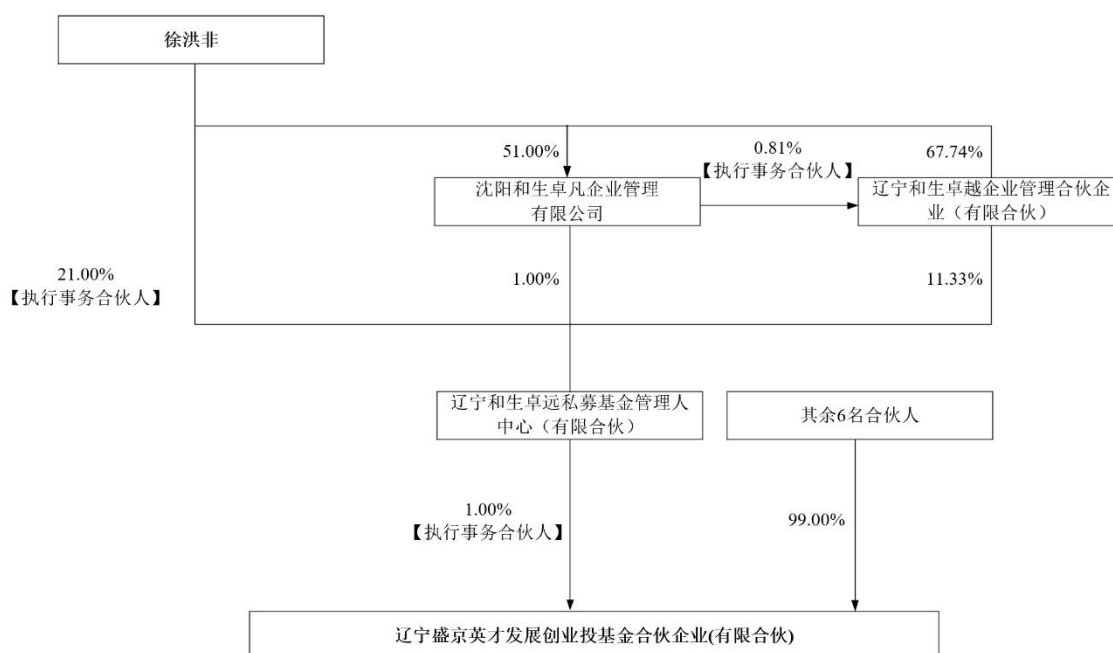 徐洪非
51.00%
0.81%
【执行事务合伙人】
67.74%
沈阳和生卓凡企业管理
有限公司
辽宁和生卓越企业管理合伙企
业（有限合伙）
21.00%
【执行事务合伙人】
1.00%
11.33%
辽宁和生卓远私募基金管理人
中心（有限合伙）
其余6名合伙人
1.00%
【执行事务合伙人】
99.00%
辽宁盛京英才发展创业投基金合伙企业(有限合伙)